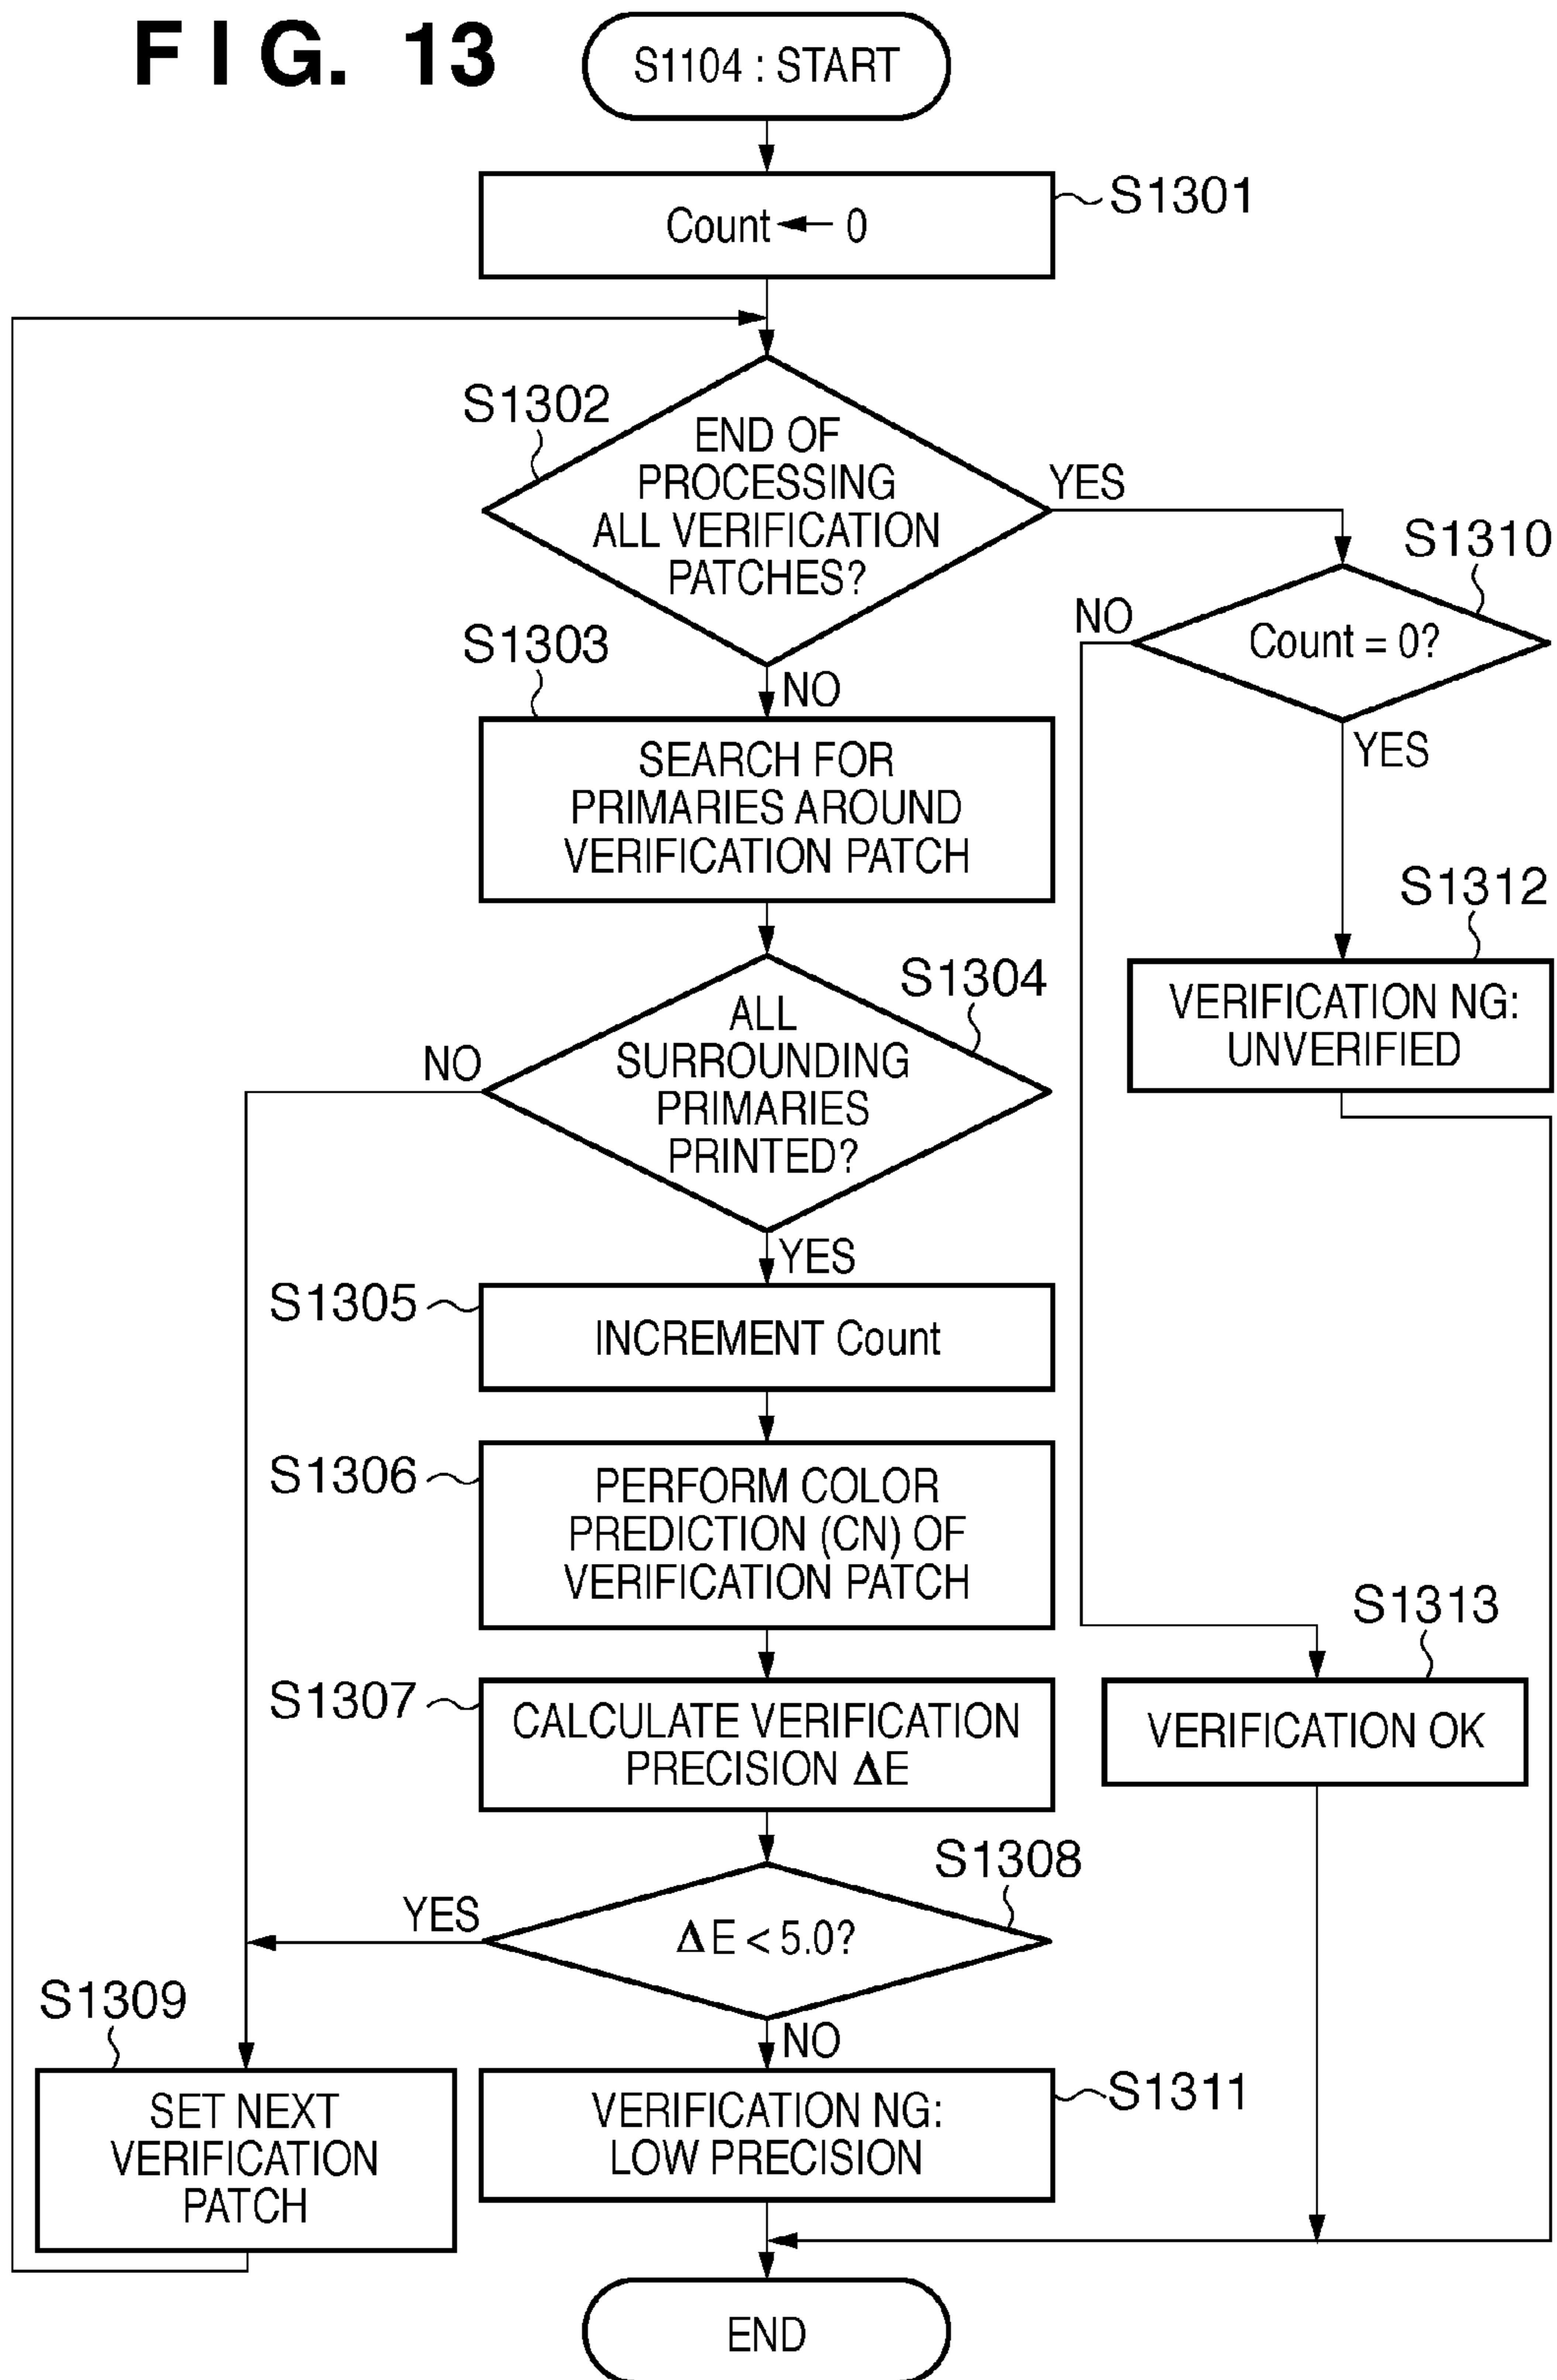 FIG. 13
S1104 : START
S1301
Count ← 0
S1302
END OF
PROCESSING
ALL VERIFICATION
PATCHES?
YES
NO
S1310
Count = 0?
NO
YES
S1303
SEARCH FOR
PRIMARIES AROUND
VERIFICATION PATCH
S1312
VERIFICATION NG:
UNVERIFIED
S1304
ALL
SURROUNDING
PRIMARIES
PRINTED?
NO
YES
S1305
INCREMENT Count
S1306
PERFORM COLOR
PREDICTION (CN) OF
VERIFICATION PATCH
S1313
VERIFICATION OK
S1307
CALCULATE VERIFICATION
PRECISION ΔE
S1308
ΔE < 5.0?
YES
NO
S1309
SET NEXT
VERIFICATION
PATCH
S1311
VERIFICATION NG:
LOW PRECISION
END